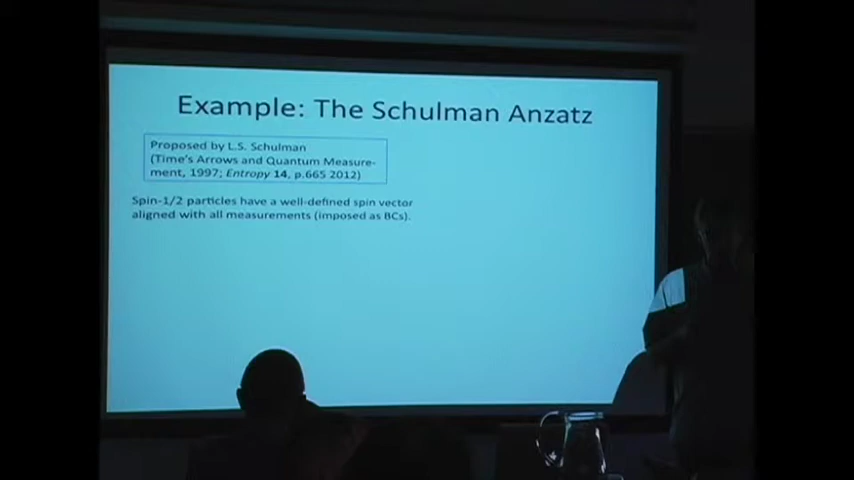 Example: The Schulman Anzatz
Proposed by L.S. Schulman
(Time's Arrows and Quantum Measure-
ment, 1997; Entropy 14, p.665 2012)
Spin-1/2 particles have a well-defined spin vector
aligned with all measurements (imposed as BCs).